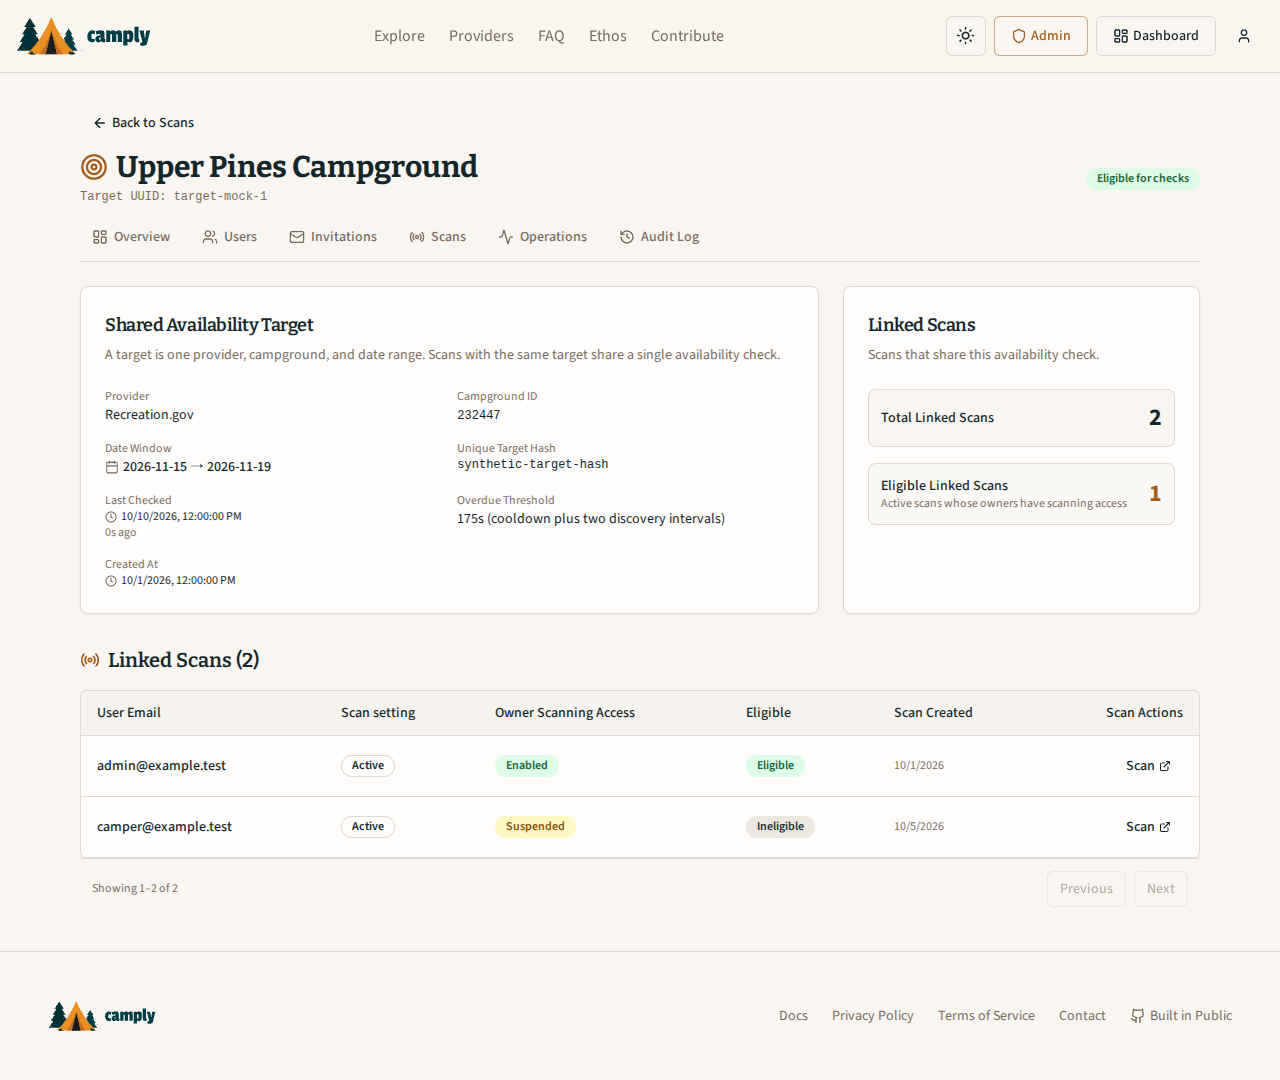 camply
Explore Providers FAQ Ethos Contribute
Admin
Dashboard
Back to Scans
Upper Pines Campground
Target UUID: target-mock-1
Eligible for checks
Overview Users Invitations Scans Operations Audit Log
Shared Availability Target
A target is one provider, campground, and date range. Scans with the same target share a single availability check.
Provider
Recreation.gov
Campground ID
232447
Date Window
2026-11-15 → 2026-11-19
Unique Target Hash
synthetic-target-hash
Last Checked
10/10/2026, 12:00:00 PM
0s ago
Overdue Threshold
175s (cooldown plus two discovery intervals)
Created At
10/1/2026, 12:00:00 PM
Linked Scans
Scans that share this availability check.
Total Linked Scans 2
Eligible Linked Scans
Active scans whose owners have scanning access
1
Linked Scans (2)
User Email Scan setting Owner Scanning Access Eligible Scan Created Scan Actions
admin@example.test Active Enabled Eligible 10/1/2026 Scan
camper@example.test Active Suspended Ineligible 10/5/2026 Scan
Showing 1–2 of 2
Previous Next
camply
Docs Privacy Policy Terms of Service Contact Built in Public